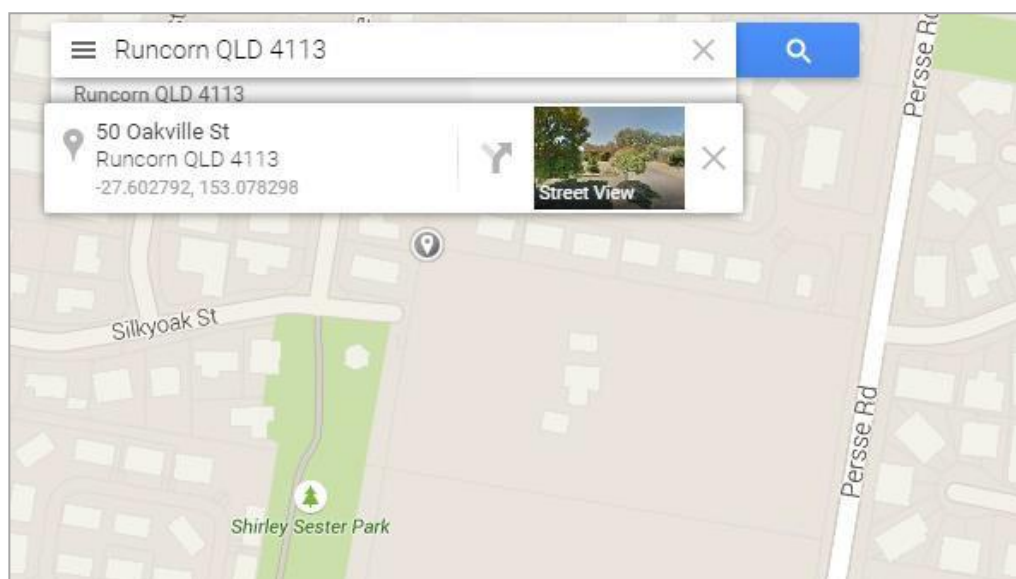 Runcorn QLD 4113
Runcorn QLD 4113
50 Oakville St
Runcorn QLD 4113
-27.602792, 153.078298
Street View
Persse Rd
Silkyoak St
Persse Rd
Shirley Sester Park